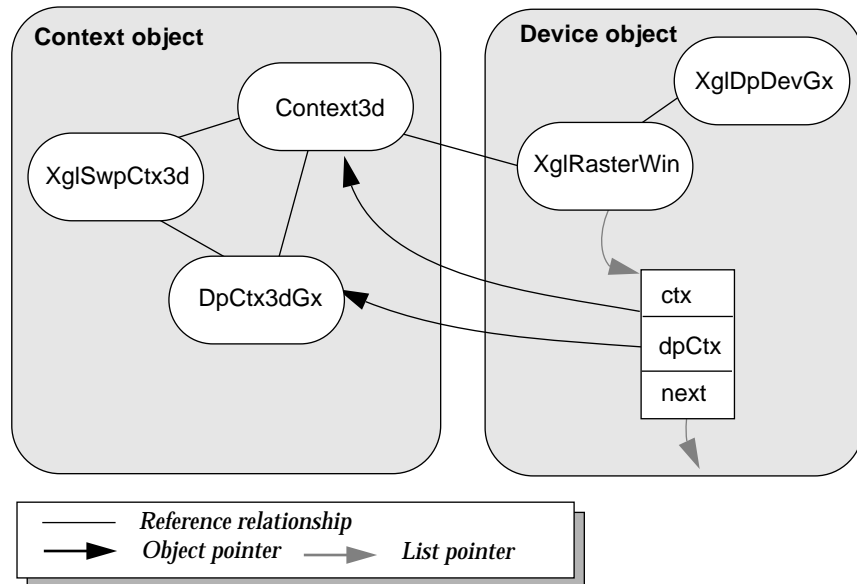 Context object
Device object
Context3d
XglDpDevGx
XglSwpCtx3d
XglRasterWin
DpCtx3dGx
ctx
dpCtx
next
Reference relationship
Object pointer
List pointer